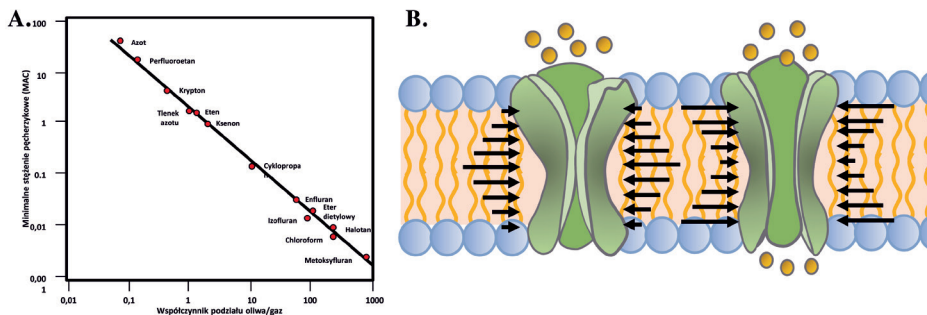 A.
B.
Minimalne stężenie pęcherzykowe (MAC)
100
10
1
0,1
0,01
0,00
1
Azot
Perfluoroetan
Krypton
Tlenek
azotu
Eten
Ksenon
Cyklopropa
n
Enfluran
Eter
dietylowy
Izofluran
Halotan
Chloroform
Metoksyfluran
0,01
0,1
1
10
100
1000
Współczynnik podziału oliwa/gaz